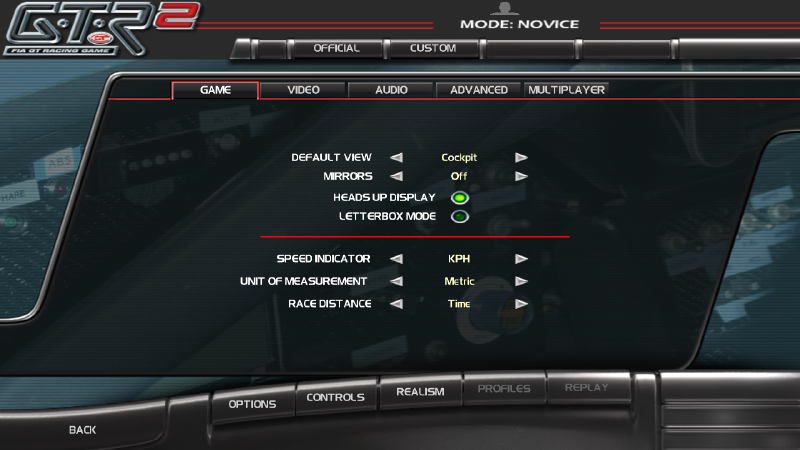 GTR2
FIA GT RACING GAME
MODE: NOVICE
OFFICIAL CUSTOM
GAME VIDEO AUDIO ADVANCED MULTIPLAYER
DEFAULT VIEW Cockpit
MIRRORS Off
HEADS UP DISPLAY
LETTERBOX MODE
SPEED INDICATOR KPH
UNIT OF MEASUREMENT Metric
RACE DISTANCE Time
ABS
OPTIONS CONTROLS REALISM PROFILES REPLAY
BACK